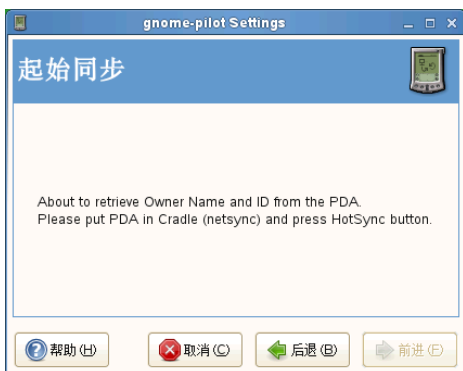 gnome-pilot Settings
起始同步
About to retrieve Owner Name and ID from the PDA.
Please put PDA in Cradle (netsync) and press HotSync button.
帮助(H)
取消(C)
后退(B)
前进(F)